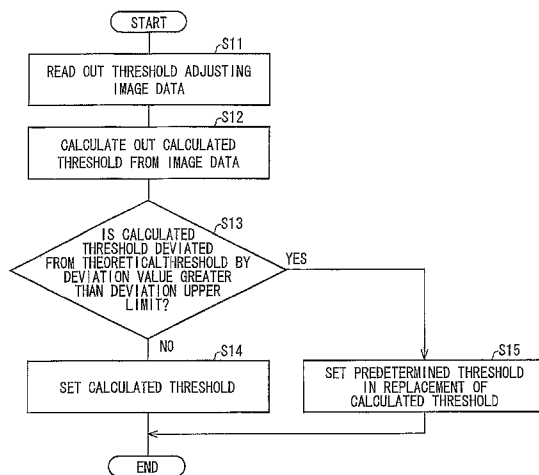 START
S11
READ OUT THRESHOLD ADJUSTING
IMAGE DATA
S12
CALCULATE OUT CALCULATED
THRESHOLD FROM IMAGE DATA
S13
IS CALCULATED
THRESHOLD DEVIATED
FROM THEORETICALTHRESHOLD BY
DEVIATION VALUE GREATER
THAN DEVIATION UPPER
LIMIT?
YES
NO
S14
SET CALCULATED THRESHOLD
S15
SET PREDETERMINED THRESHOLD
IN REPLACEMENT OF
CALCULATED THRESHOLD
END